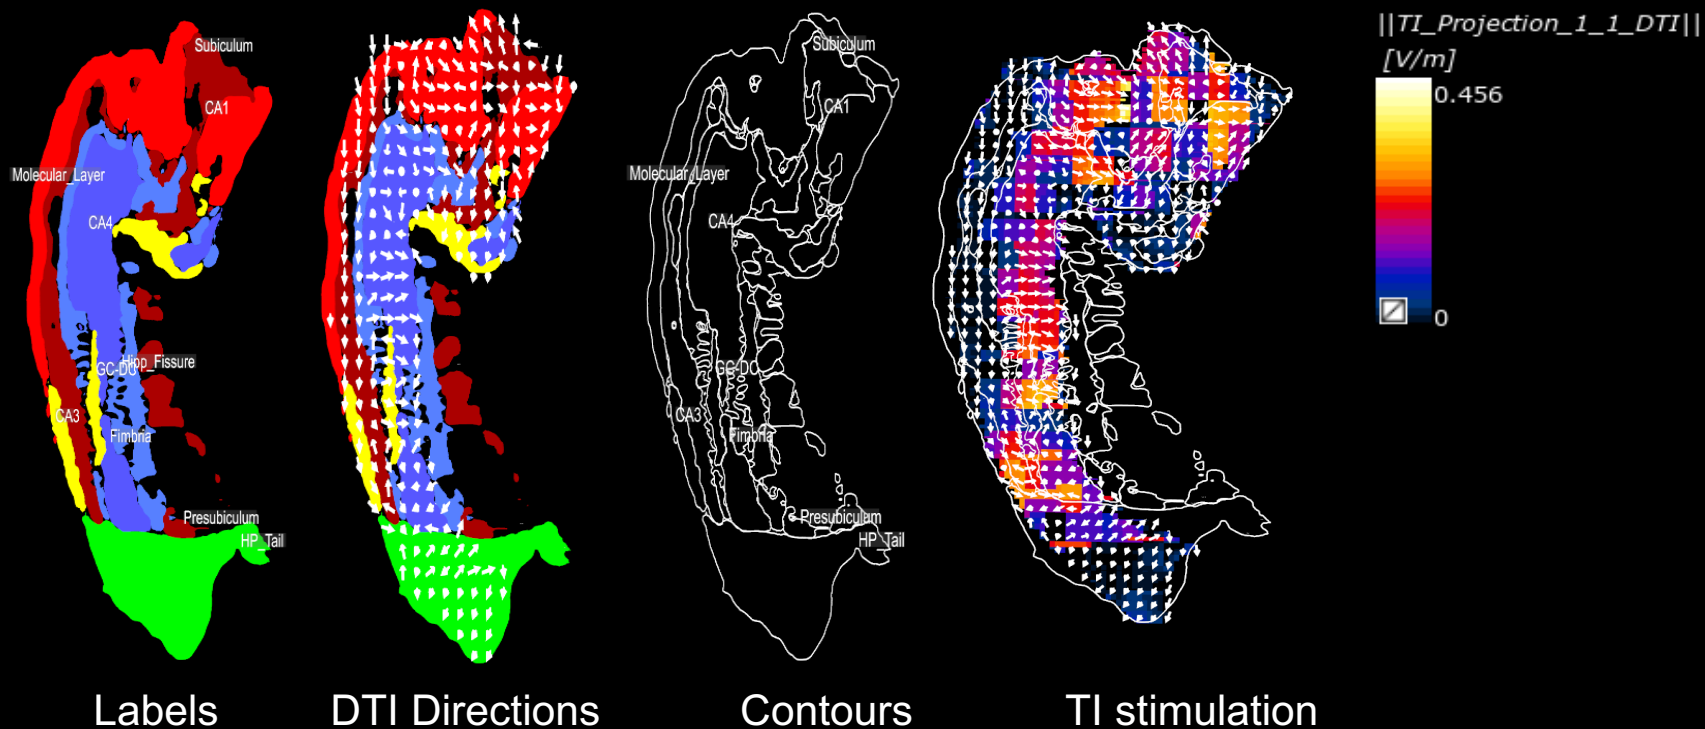 Subiculum
CA1
Molecular_Layer
CA4
GC-DG
Hipp_Fissure
CA3
Fimbria
Presubiculum
HP_Tail
Subiculum
CA1
Molecular_Layer
CA4
GC-DG
CA3
Fimbria
Presubiculum
HP_Tail
||TI_Projection_1_1_DTI||
[V/m]
0.456
0
Labels
DTI Directions
Contours
TI stimulation